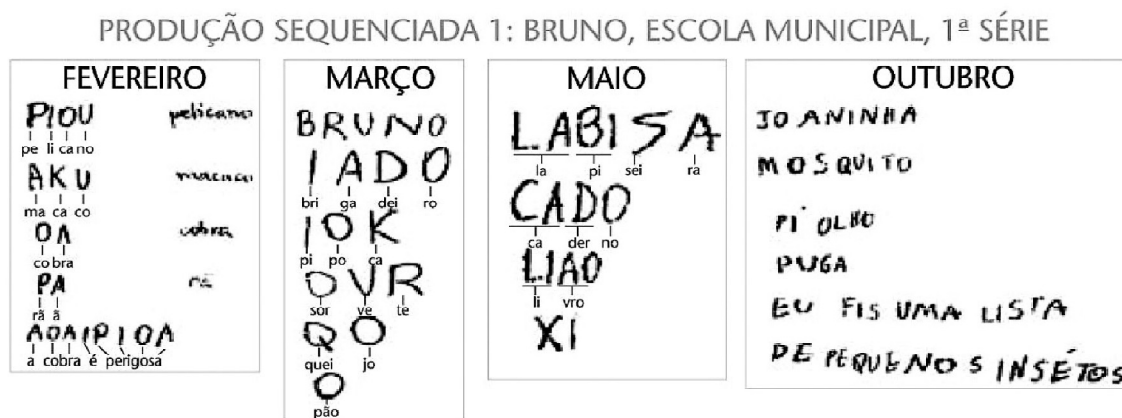 PRODUÇÃO SEQUENCIADA 1: BRUNO, ESCOLA MUNICIPAL, 1ª SÉRIE
FEVEREIRO
PIOU pelicano
pe li ca no
AKU macaco
ma ca co
OA cobra
co bra
PA rã
rã ã
AOAIPIOA
a cobra é perigosa
MARÇO
BRUNO
IADO
bri ga dei ro
IOK
pi po ca
OVR
sor ve te
QO
quei jo
O
pão
MAIO
LABISA
la pi sei ra
CADO
ca der no
LIAO
li vro
XI
OUTUBRO
JOANINHA
MOSQUITO
PIOLHO
PUGA
EU FIS UMA LISTA
DE PEQUENOS INSÉTOS